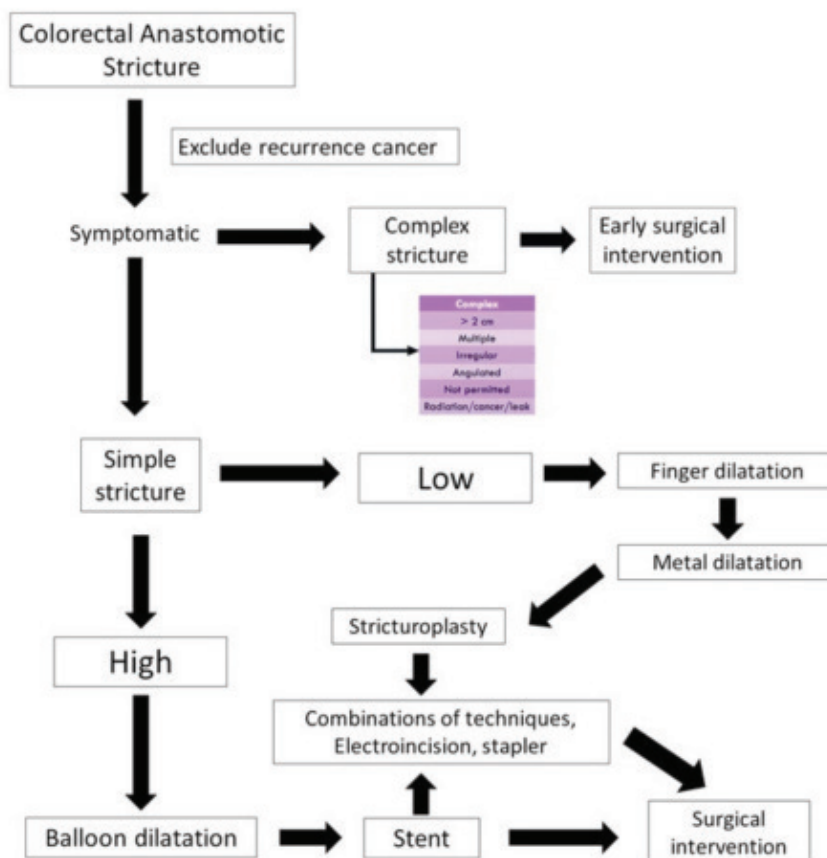 Colorectal Anastomotic
Stricture
Exclude recurrence cancer
Symptomatic
Complex
stricture
Early surgical
intervention
Complex
> 2 cm
Multiple
Irregular
Angulated
Not permitted
Radiation/cancer/leak
Simple
stricture
Low
Finger dilatation
Metal dilatation
Stricturoplasty
High
Combinations of techniques,
Electroincision, stapler
Balloon dilatation
Stent
Surgical
intervention